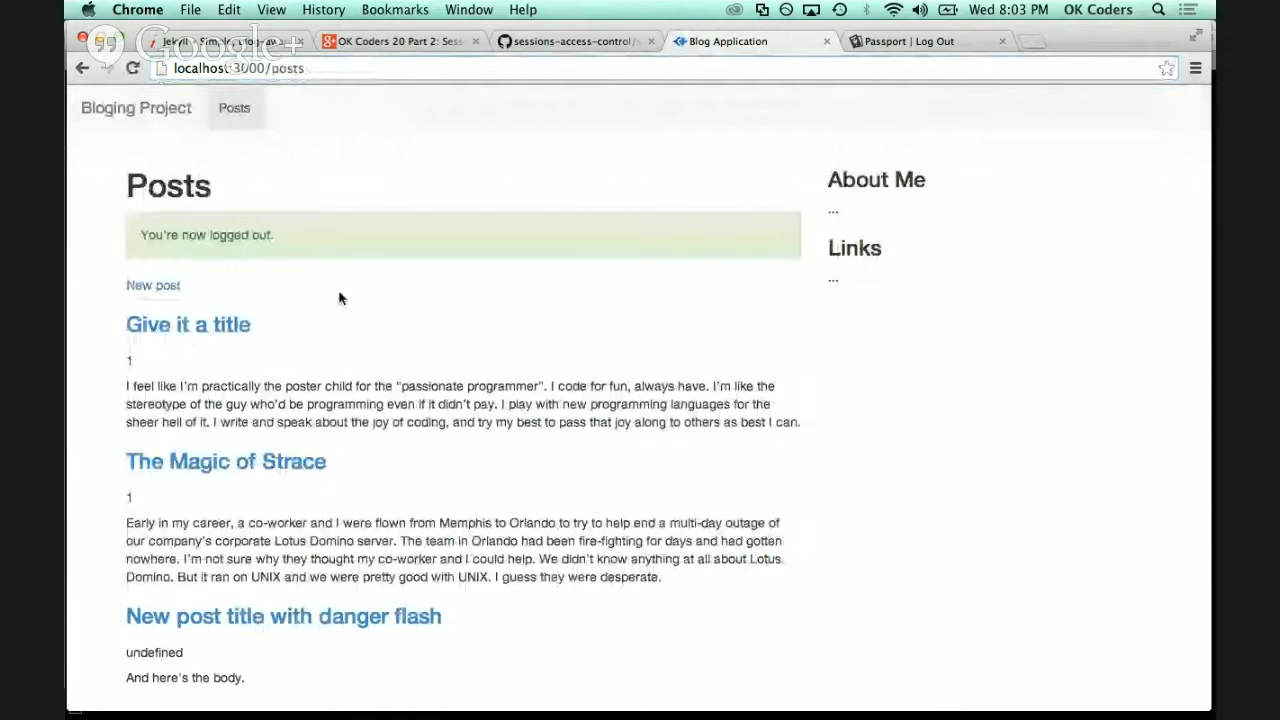 Chrome File Edit View History Bookmarks Window Help Wed 8:03 PM OK Coders
Google+
OK Coders 20 Part 2: Sess
sessions-access-control/
Blog Application
Passport | Log Out
localhost:3000/posts
Bloging Project Posts
Posts
You're now logged out.
New post
Give it a title
1
I feel like I'm practically the poster child for the "passionate programmer". I code for fun, always have. I'm like the
stereotype of the guy who'd be programming even if it didn't pay. I play with new programming languages for the
sheer hell of it. I write and speak about the joy of coding, and try my best to pass that joy along to others as best I can.
The Magic of Strace
1
Early in my career, a co-worker and I were flown from Memphis to Orlando to try to help end a multi-day outage of
our company's corporate Lotus Domino server. The team in Orlando had been fire-fighting for days and had gotten
nowhere. I'm not sure why they thought my co-worker and I could help. We didn't know anything at all about Lotus
Domino. But it ran on UNIX and we were pretty good with UNIX. I guess they were desperate.
New post title with danger flash
undefined
And here's the body.
About Me
...
Links
...